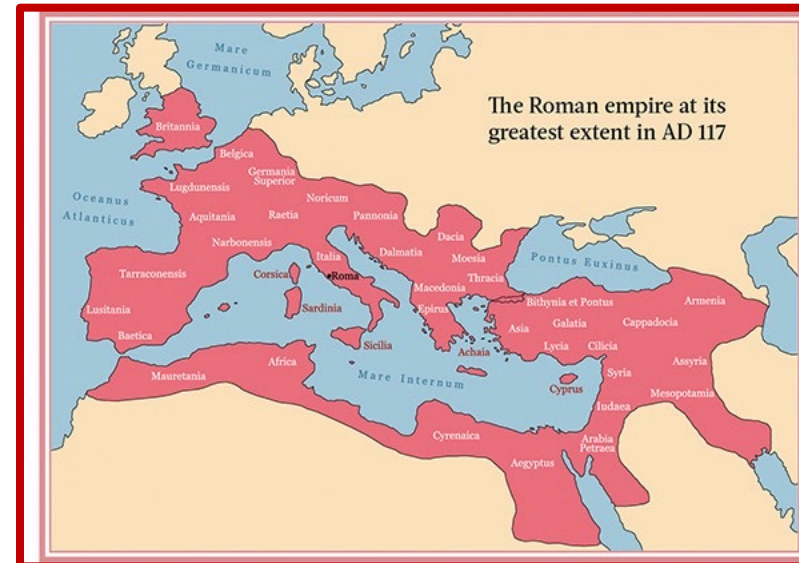 Mare
Germanicum
The Roman empire at its
greatest extent in AD 117
Britannia
Belgica
Germania
Superior
Lugdunensis
Oceanus
Atlanticus
Noricum
Aquitania
Raetia
Pannonia
Narbonensis
Dacia
Italia
Dalmatia
Moesia
Pontus Euxinus
Tarraconensis
Corsica
Roma
Thracia
Macedonia
Lusitania
Sardinia
Epirus
Bithynia et Pontus
Armenia
Baetica
Asia
Galatia
Cappadocia
Sicilia
Achaia
Lycia
Cilicia
Mauretania
Africa
Mare Internum
Syria
Assyria
Cyprus
Mesopotamia
Iudaea
Cyrenaica
Arabia
Petraea
Aegyptus